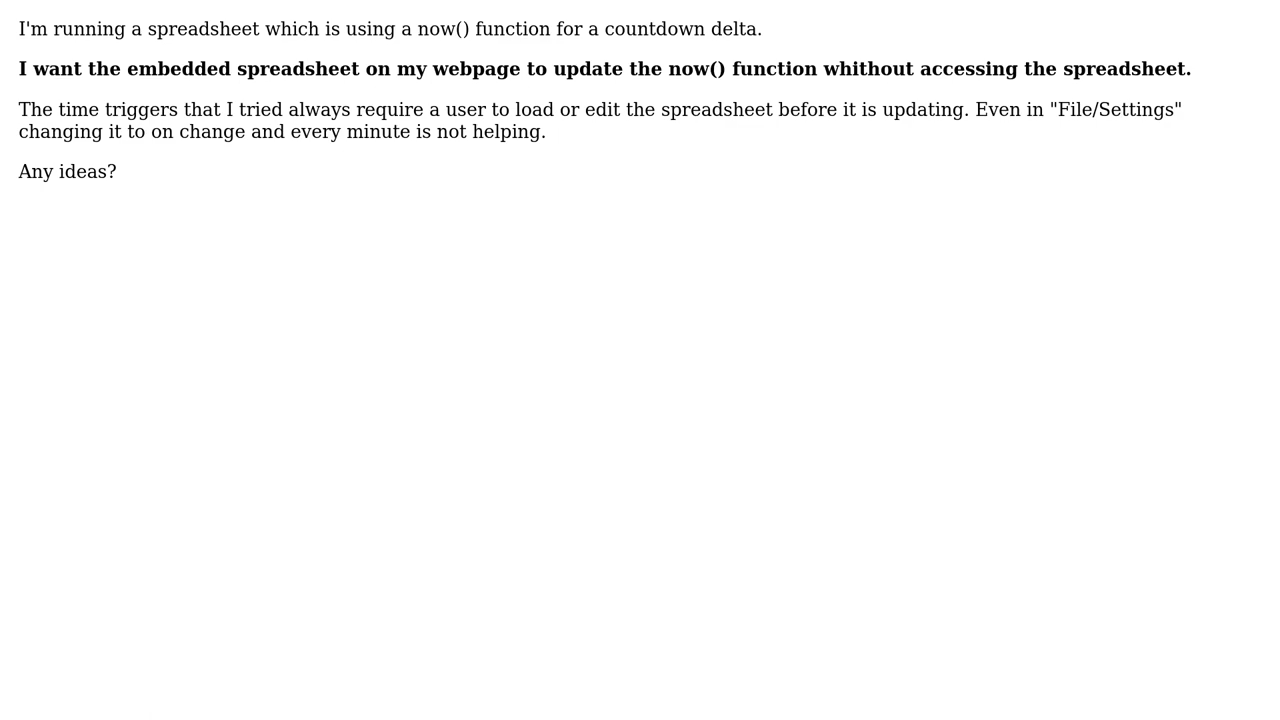 I'm running a spreadsheet which is using a now() function for a countdown delta.
I want the embedded spreadsheet on my webpage to update the now() function whithout accessing the spreadsheet.
The time triggers that I tried always require a user to load or edit the spreadsheet before it is updating. Even in "File/Settings"
changing it to on change and every minute is not helping.
Any ideas?